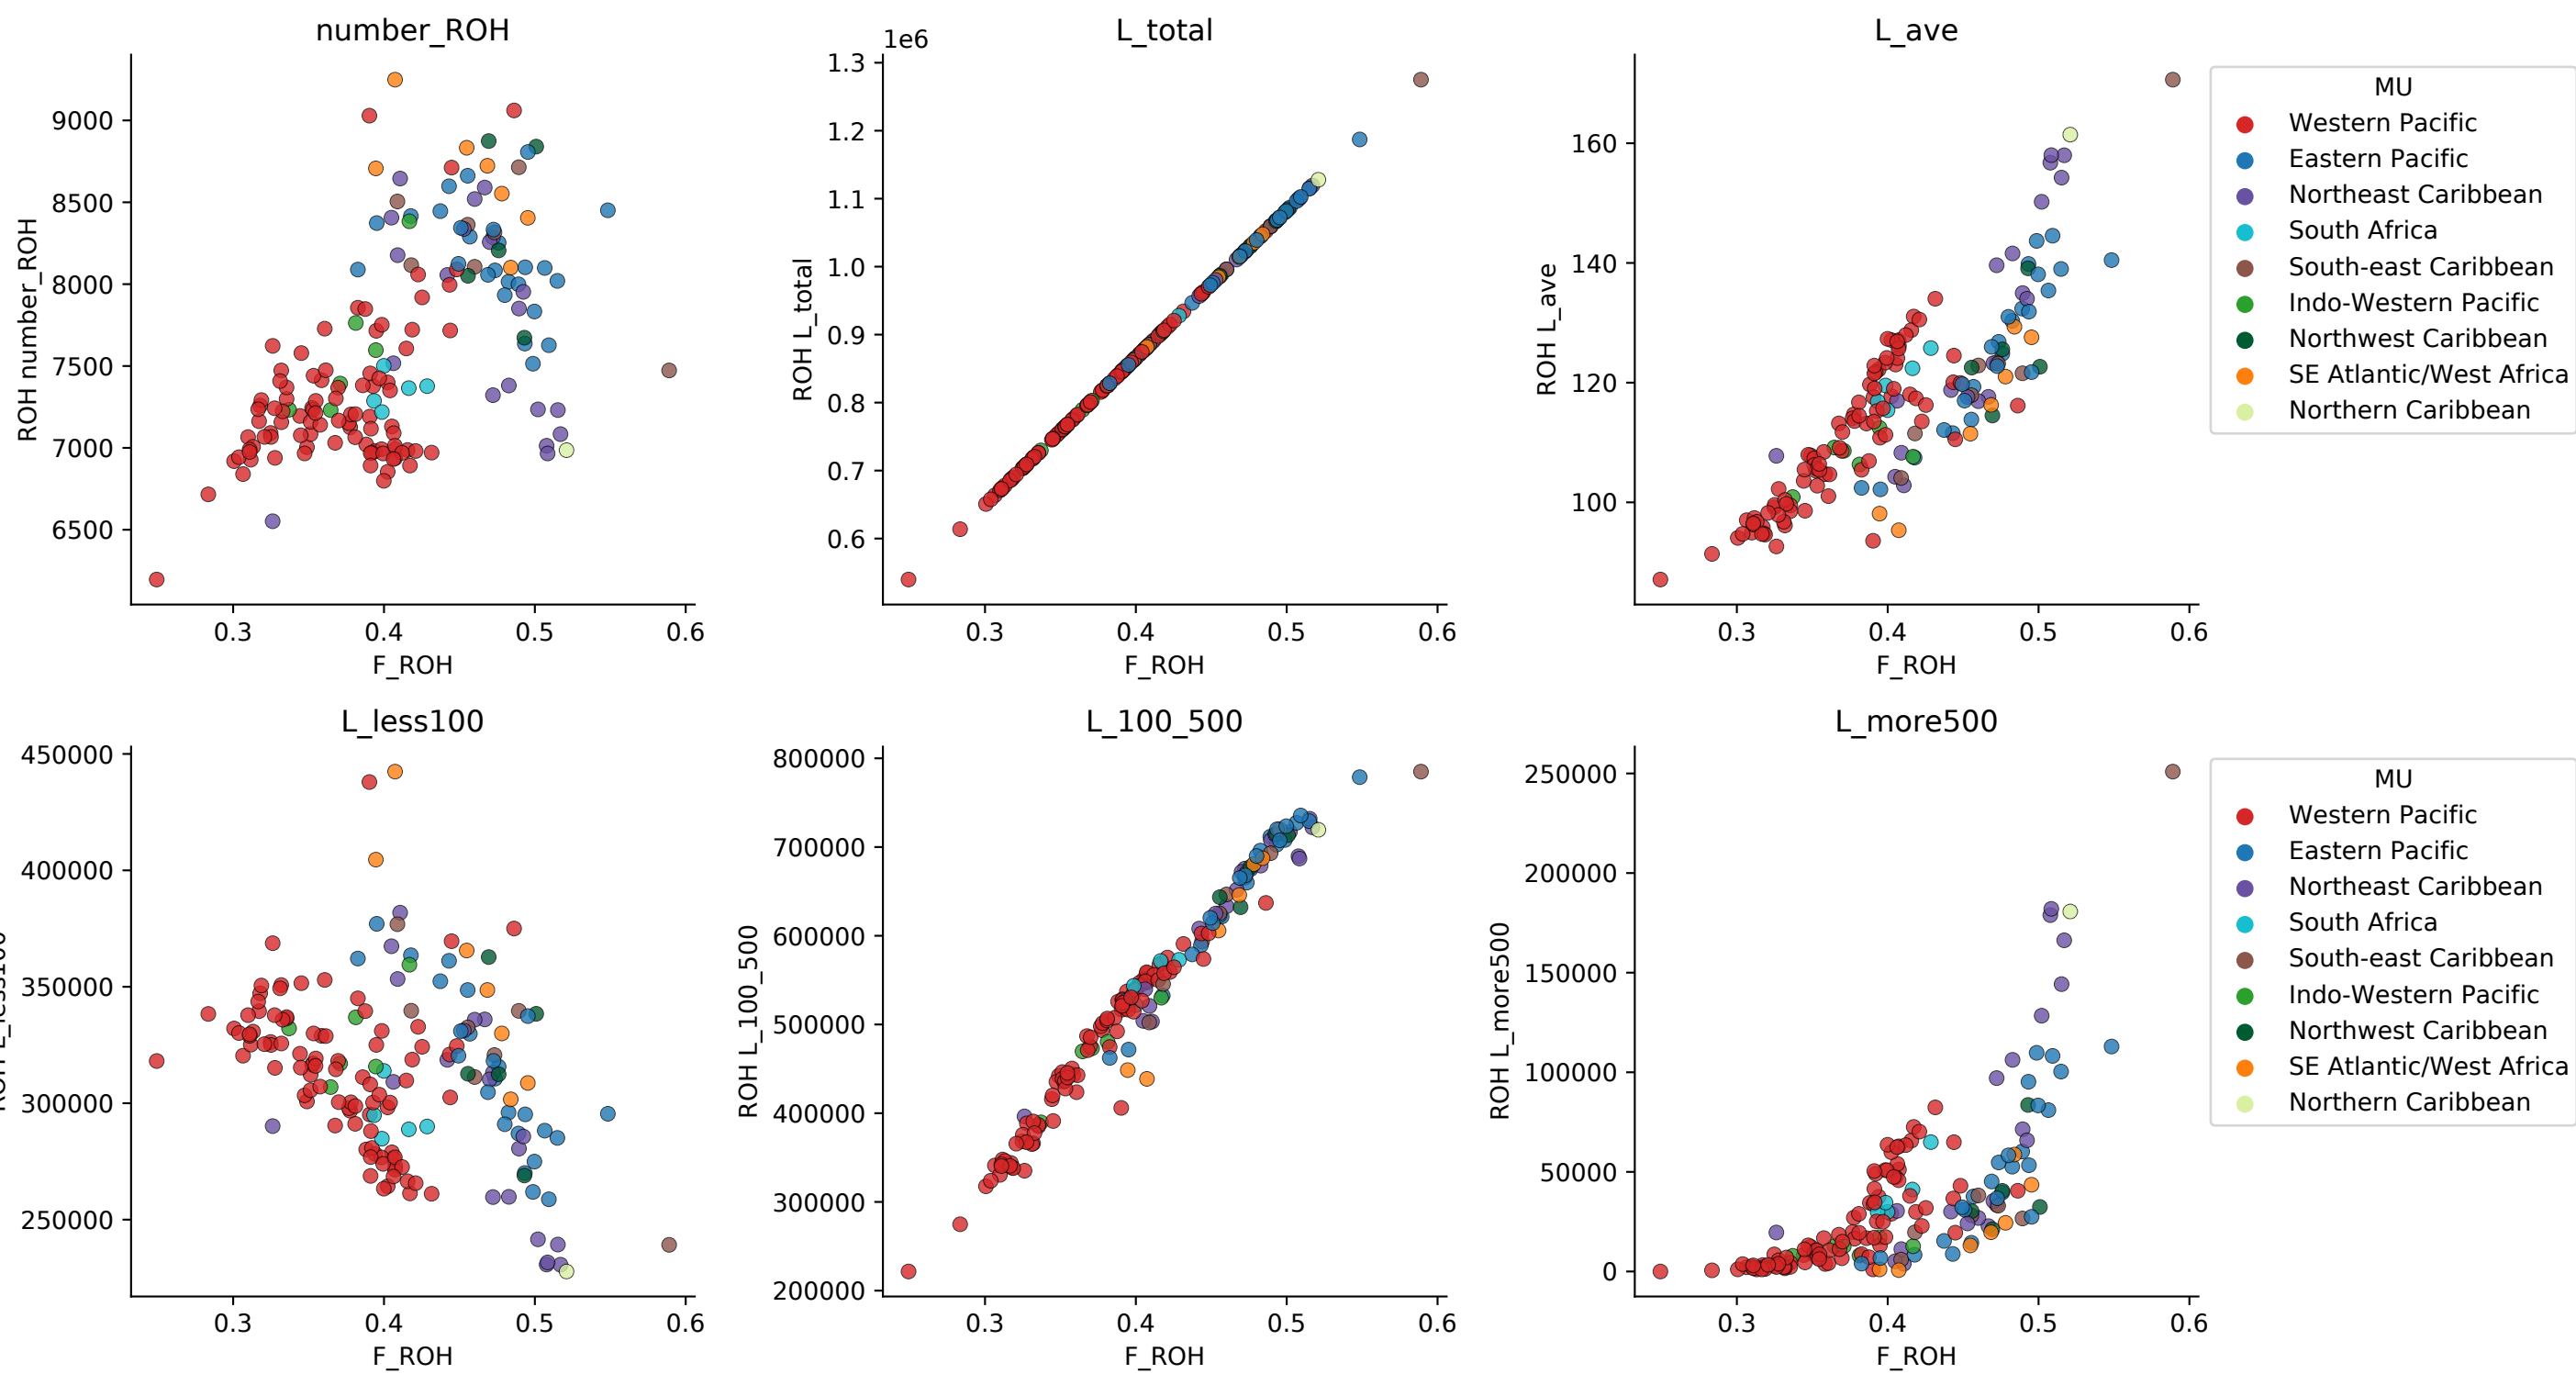 number_ROH
ROH number_ROH
9000
8500
8000
7500
7000
6500
0.3 0.4 0.5 0.6
F_ROH
L_total
1e6
ROH L_total
1.3
1.2
1.1
1.0
0.9
0.8
0.7
0.6
0.3 0.4 0.5 0.6
F_ROH
L_ave
ROH L_ave
160
140
120
100
0.3 0.4 0.5 0.6
F_ROH
MU
Western Pacific
Eastern Pacific
Northeast Caribbean
South Africa
South-east Caribbean
Indo-Western Pacific
Northwest Caribbean
SE Atlantic/West Africa
Northern Caribbean
L_less100
ROH L_less100
450000
400000
350000
300000
250000
0.3 0.4 0.5 0.6
F_ROH
L_100_500
ROH L_100_500
800000
700000
600000
500000
400000
300000
200000
0.3 0.4 0.5 0.6
F_ROH
L_more500
ROH L_more500
250000
200000
150000
100000
50000
0
0.3 0.4 0.5 0.6
F_ROH
MU
Western Pacific
Eastern Pacific
Northeast Caribbean
South Africa
South-east Caribbean
Indo-Western Pacific
Northwest Caribbean
SE Atlantic/West Africa
Northern Caribbean